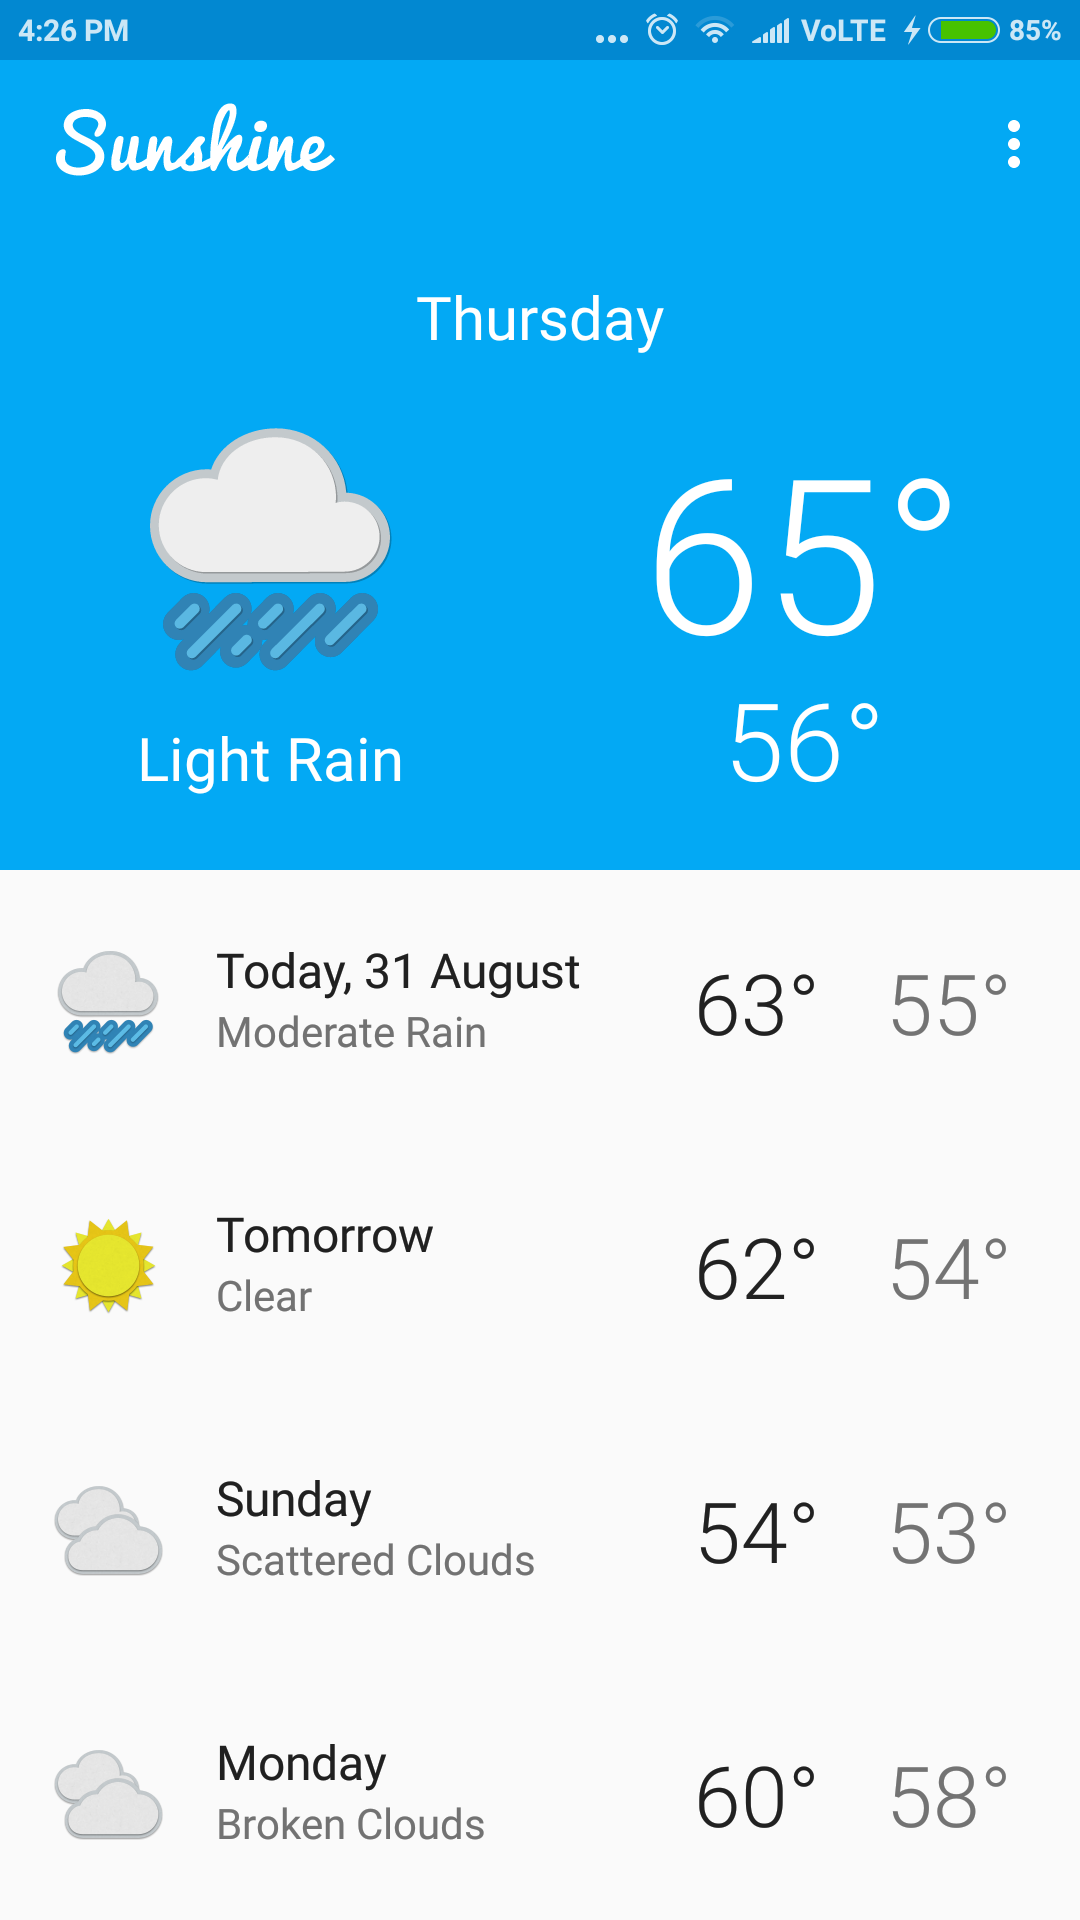 4:26 PM ... VoLTE 85%
Sunshine
Thursday
65°
Light Rain 56°
Today, 31 August
Moderate Rain
63° 55°
Tomorrow
Clear
62° 54°
Sunday
Scattered Clouds
54° 53°
Monday
Broken Clouds
60° 58°